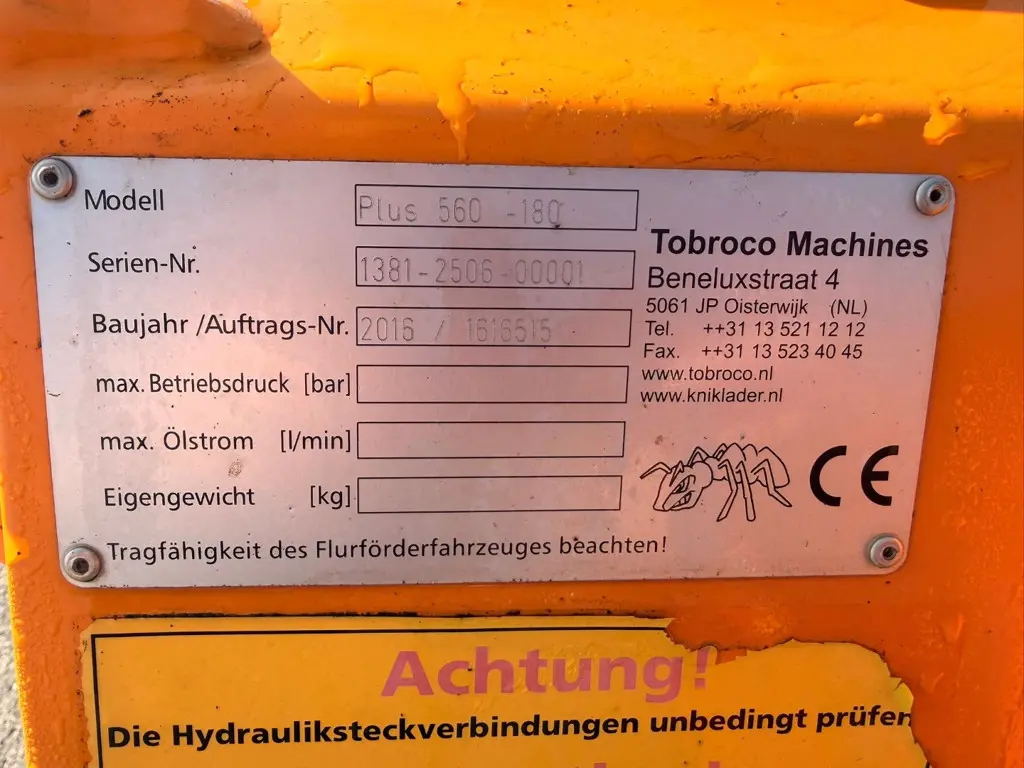 Modell Plus 560 -180
Serien-Nr. 1381-2506-00001
Baujahr /Auftrags-Nr. 2016 / 1616515
max. Betriebsdruck [bar]
max. Ölstrom [l/min]
Eigengewicht [kg]
Tragfähigkeit des Flurförderfahrzeuges beachten!
Tobroco Machines
Beneluxstraat 4
5061 JP Oisterwijk (NL)
Tel. ++31 13 521 12 12
Fax. ++31 13 523 40 45
www.tobroco.nl
www.kniklader.nl
CE
Achtung!
Die Hydrauliksteckverbindungen unbedingt prüfen